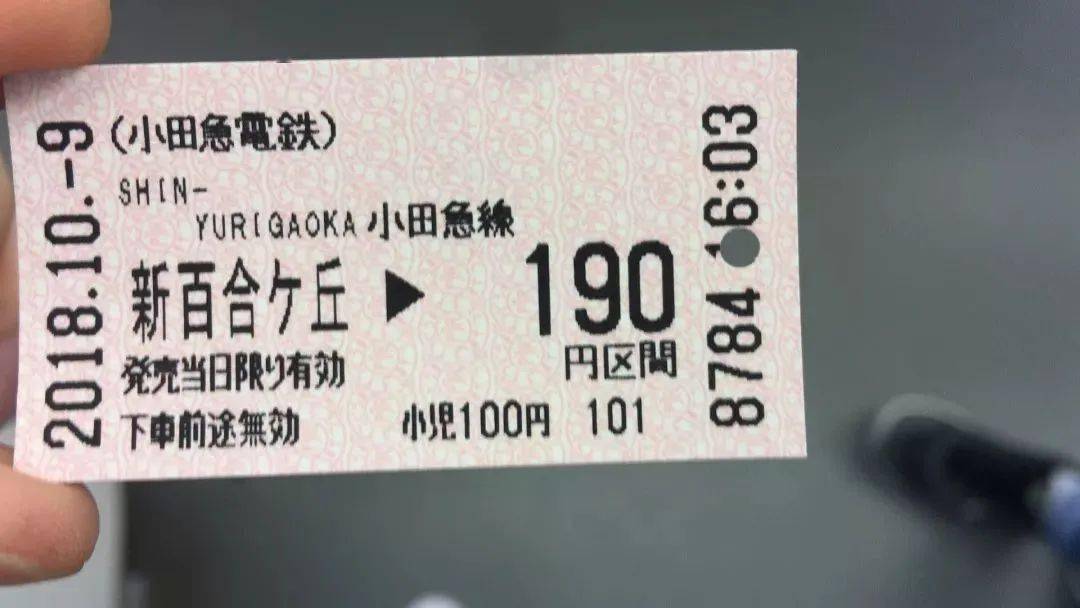 2018.10.-9
(小田急電鉄)
SHIN-
YURIGAOKA 小田急線
新百合ケ丘 ▶ 190
円区間
発売当日限り有効
下車前途無効 小児100円 101
8784 16:03